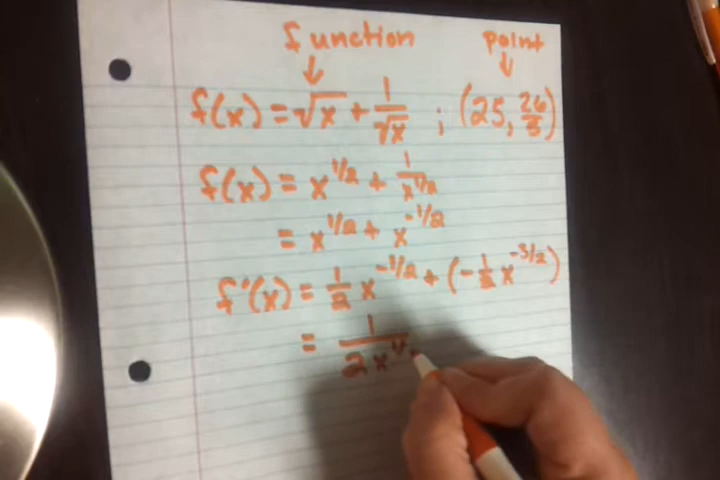 function point
↓ ↓
f(x) = √x + 1/√x ; (25, 26/5)
f(x) = x^1/2 + 1/x^1/2
= x^1/2 + x^-1/2
f'(x) = 1/2 x^-1/2 + (-1/2 x^-3/2)
= 1/2x^1/